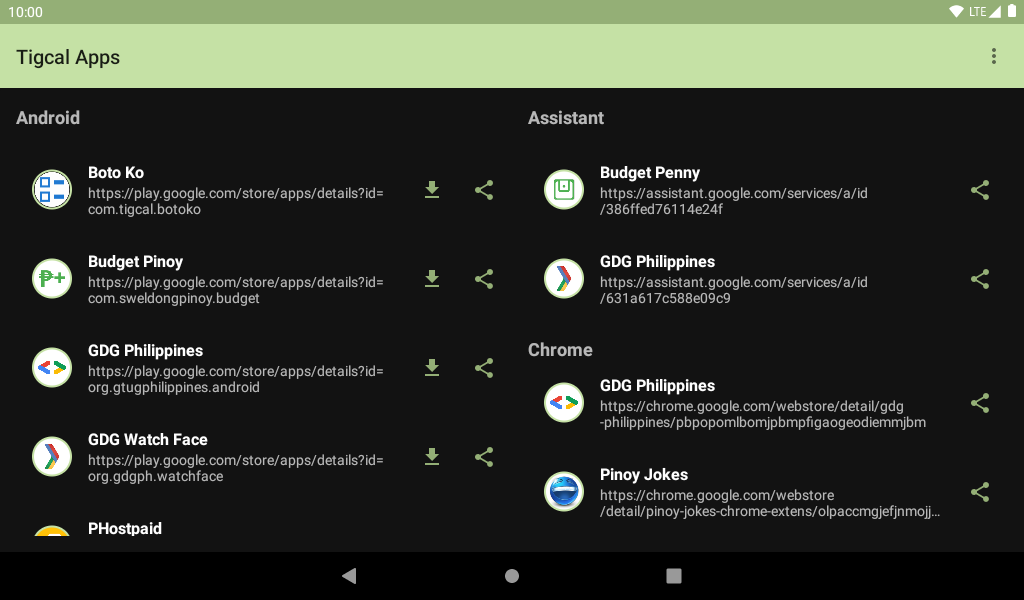 10:00
LTE
Tigcal Apps
Android
Boto Ko
https://play.google.com/store/apps/details?id=
com.tigcal.botoko
Budget Pinoy
https://play.google.com/store/apps/details?id=
com.sweldongpinoy.budget
GDG Philippines
https://play.google.com/store/apps/details?id=
org.gtugphilippines.android
GDG Watch Face
https://play.google.com/store/apps/details?id=
org.gdgph.watchface
PHostpaid
Assistant
Budget Penny
https://assistant.google.com/services/a/id
/386ffed76114e24f
GDG Philippines
https://assistant.google.com/services/a/id
/631a617c588e09c9
Chrome
GDG Philippines
https://chrome.google.com/webstore/detail/gdg
-philippines/pbpopomlbomjpbmpfigaogeodiemmjbm
Pinoy Jokes
https://chrome.google.com/webstore
/detail/pinoy-jokes-chrome-extens/olpaccmgjefjnmojj…